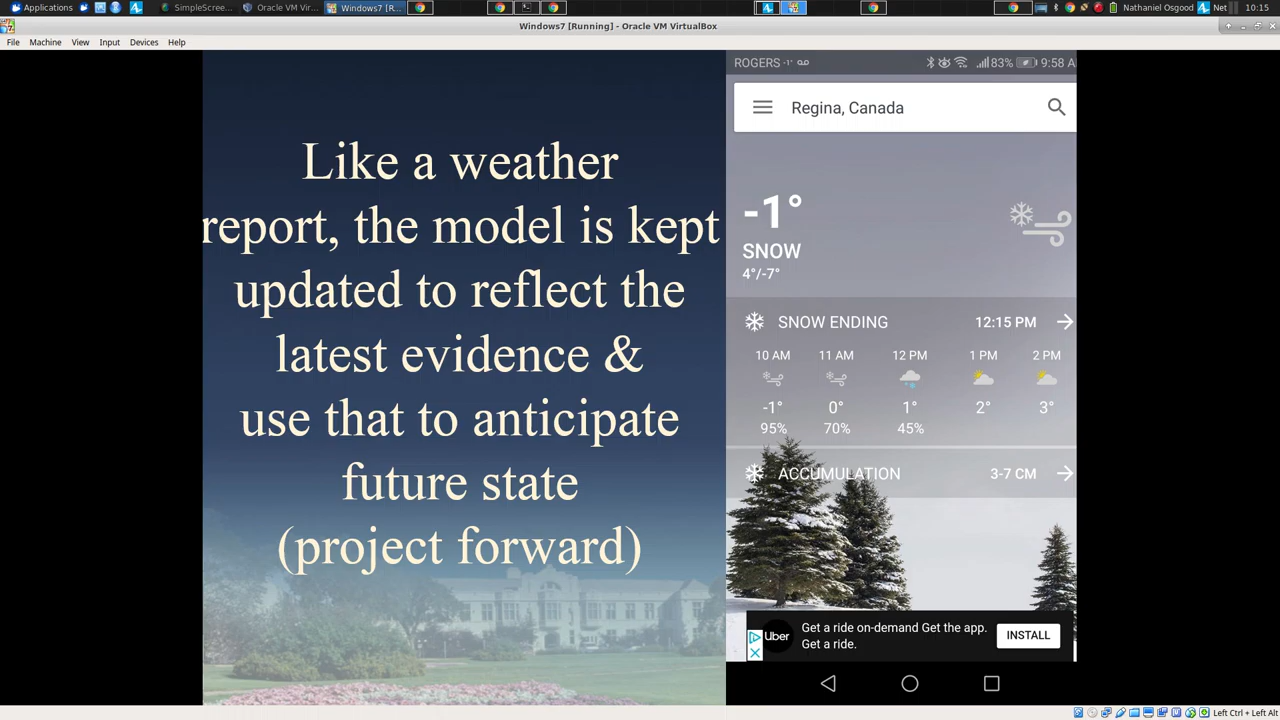 Applications
SimpleScree...
Oracle VM Vir...
Windows7 [R...
Nathaniel Osgood
Net
10:15
Windows7 [Running] - Oracle VM VirtualBox
File Machine View Input Devices Help
Like a weather
report, the model is kept
updated to reflect the
latest evidence &
use that to anticipate
future state
(project forward)
ROGERS -1° 83% 9:58 A
Regina, Canada
-1°
SNOW
4°/-7°
SNOW ENDING 12:15 PM
10 AM 11 AM 12 PM 1 PM 2 PM
-1° 0° 1° 2° 3°
95% 70% 45%
ACCUMULATION 3-7 CM
Uber
Get a ride on-demand Get the app.
Get a ride.
INSTALL
Left Ctrl + Left Alt